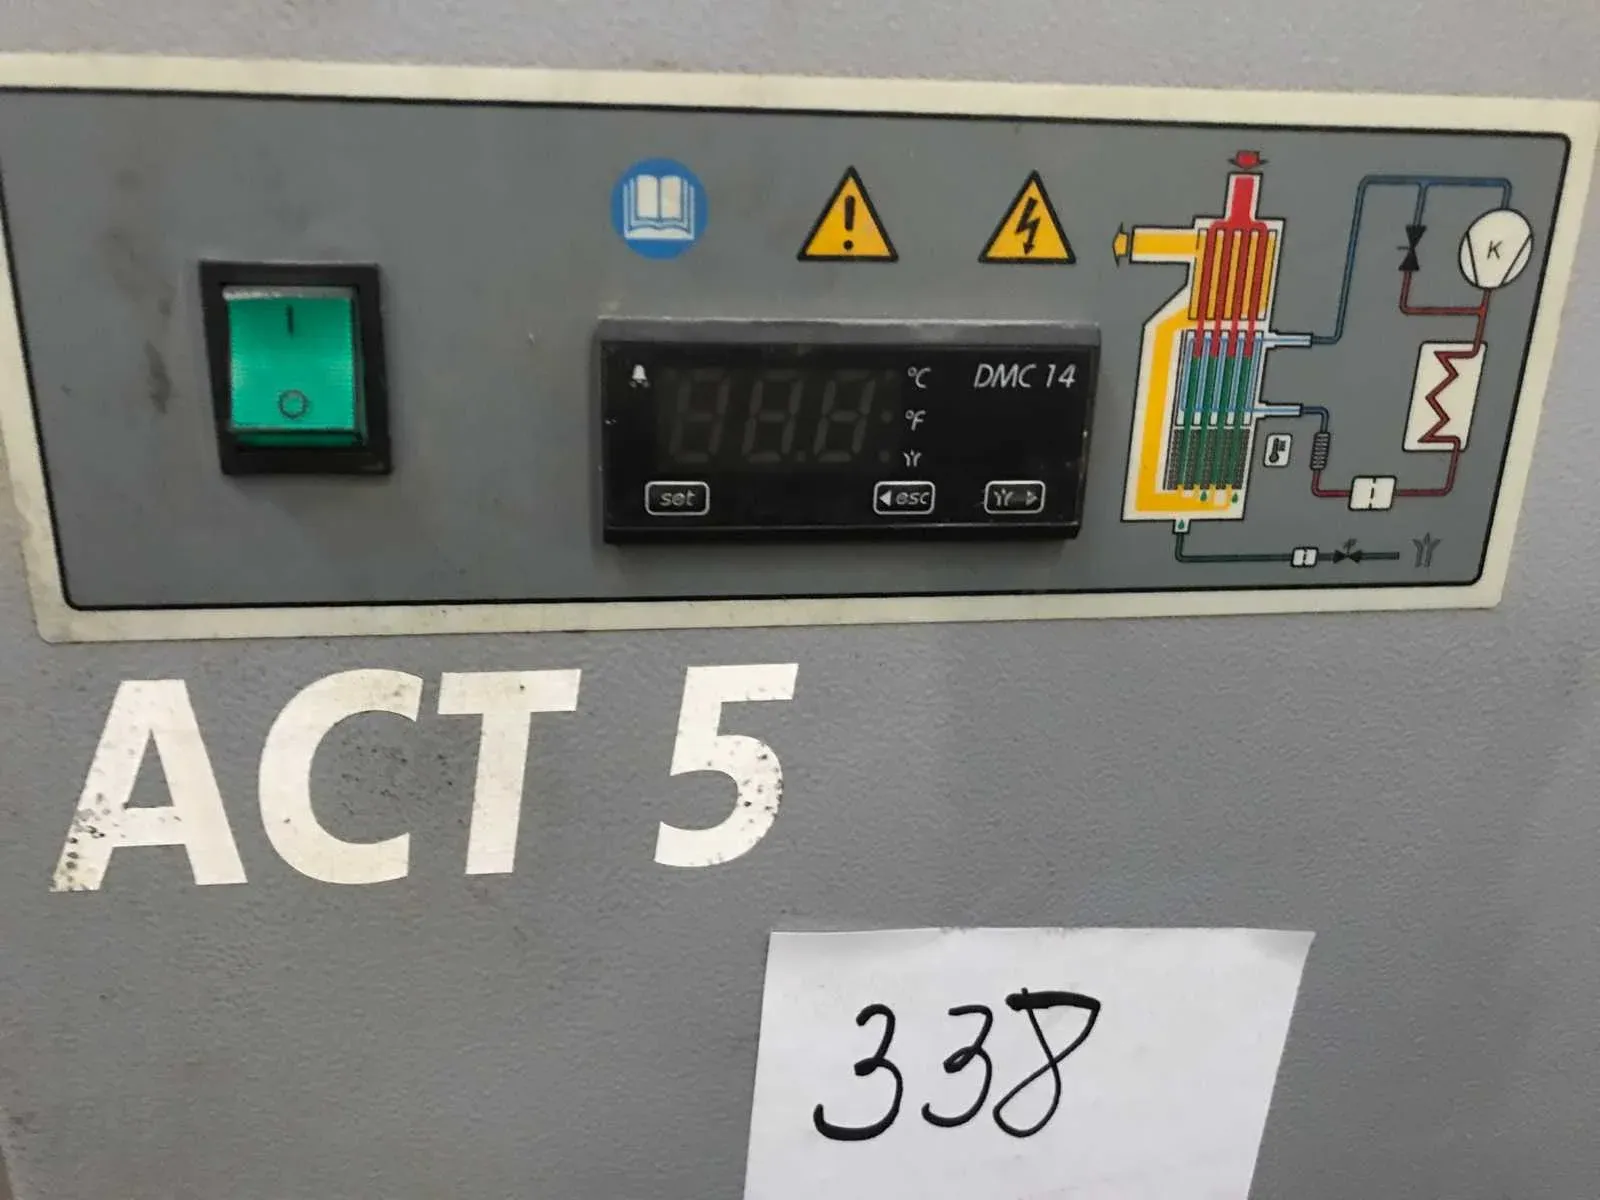 I
O
K
°C
DMC 14
°F
set
esc
ACT 5
338